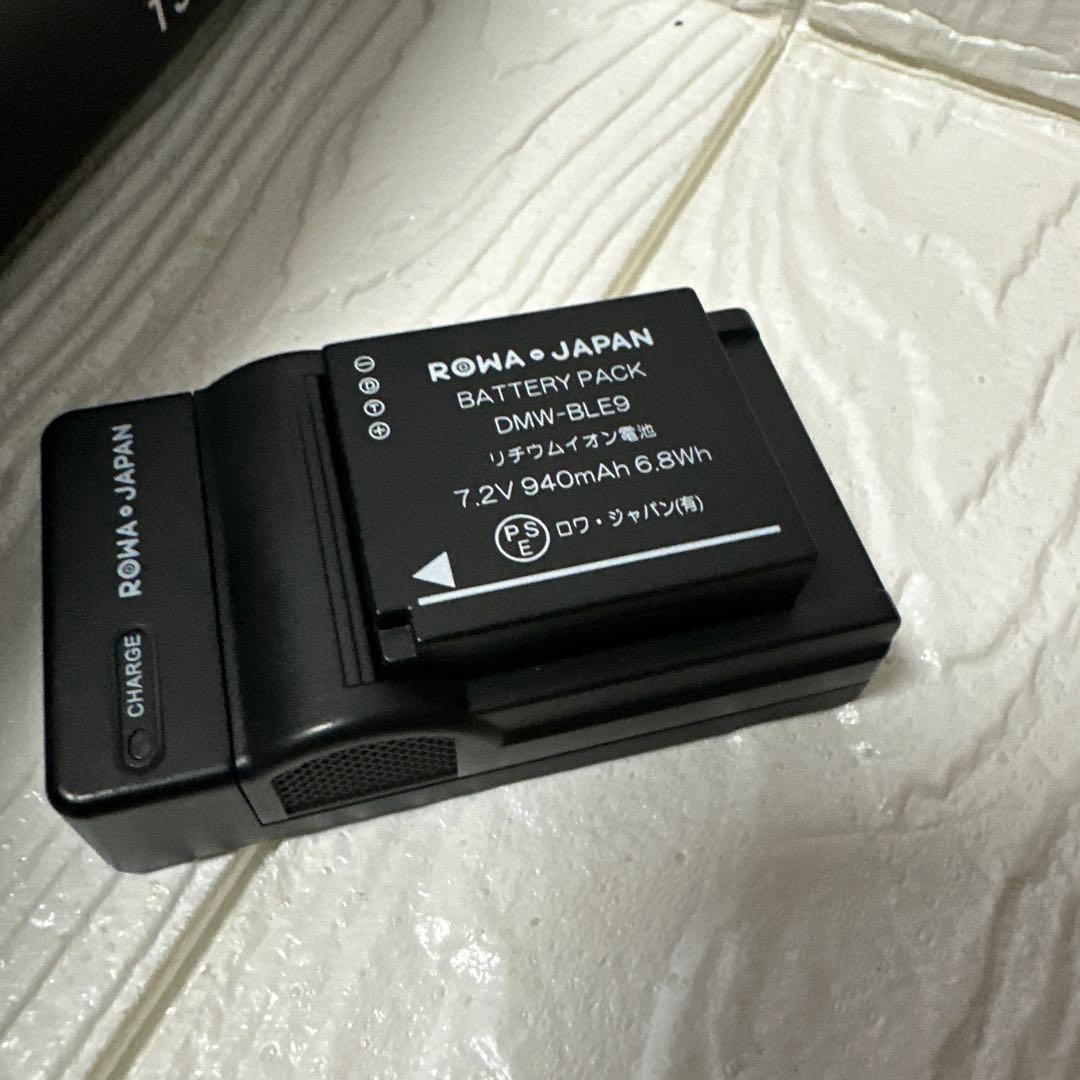 ROWA JAPAN
BATTERY PACK
DMW-BLE9
リチウムイオン電池
7.2V 940mAh 6.8Wh
PSE ロワ・ジャパン(有)
⊖
D
T
⊕
ROWA JAPAN
CHARGE